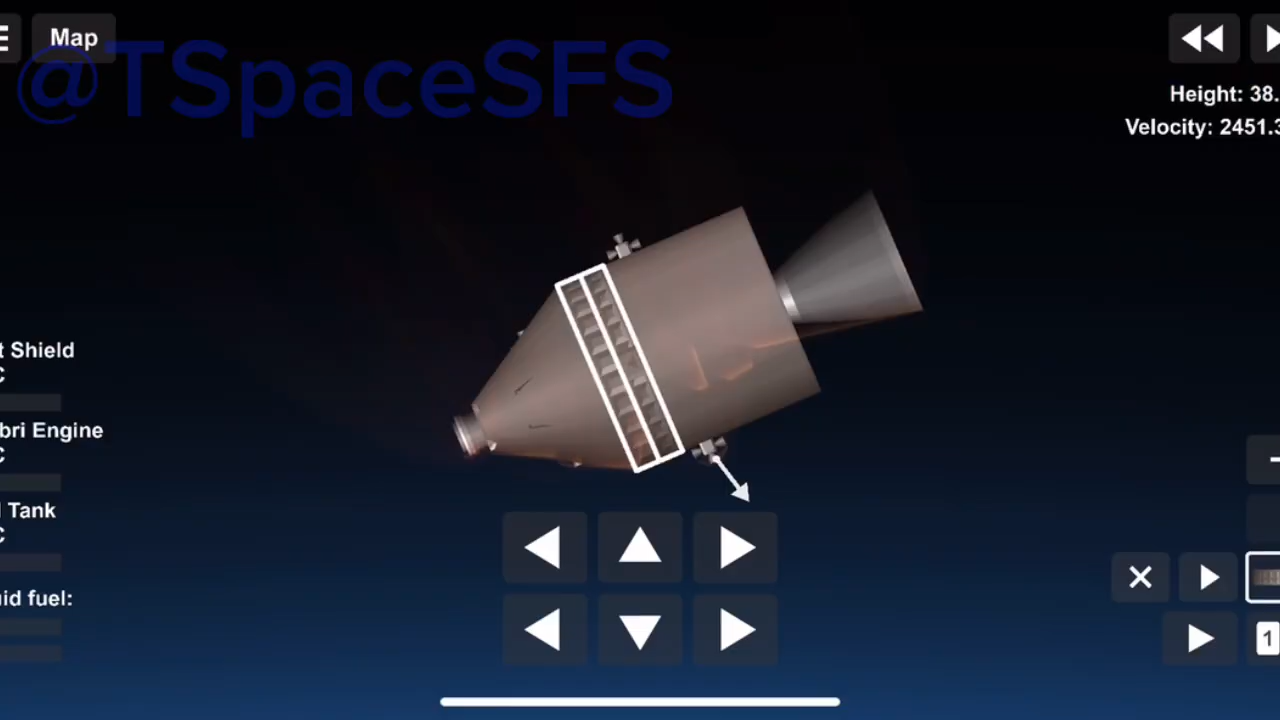 Map
@TSpaceSFS
Height: 38.
Velocity: 2451.3
t Shield
C
bri Engine
C
l Tank
C
id fuel:
1